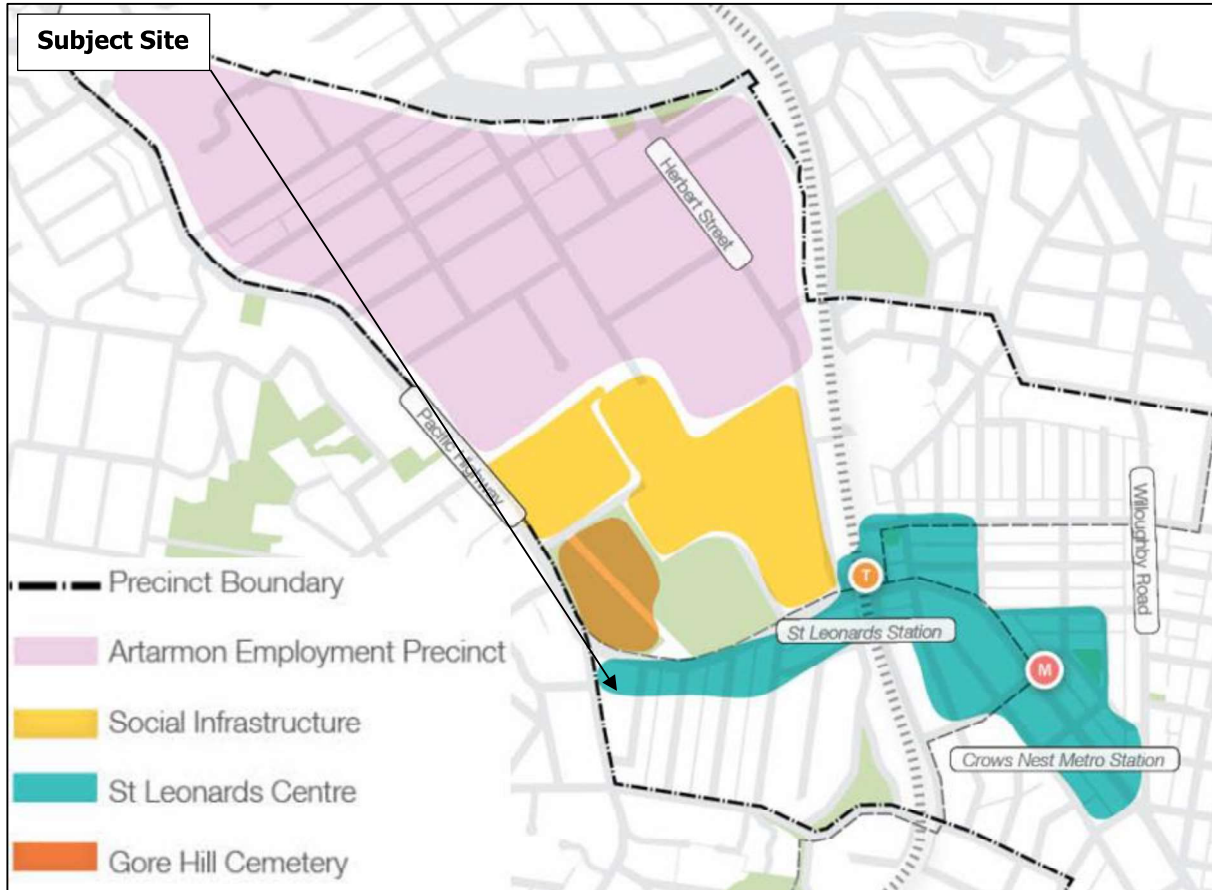 Subject Site
Herbert Street
Pacific Highway
Willoughby Road
T
St Leonards Station
M
Crows Nest Metro Station
Precinct Boundary
Artarmon Employment Precinct
Social Infrastructure
St Leonards Centre
Gore Hill Cemetery